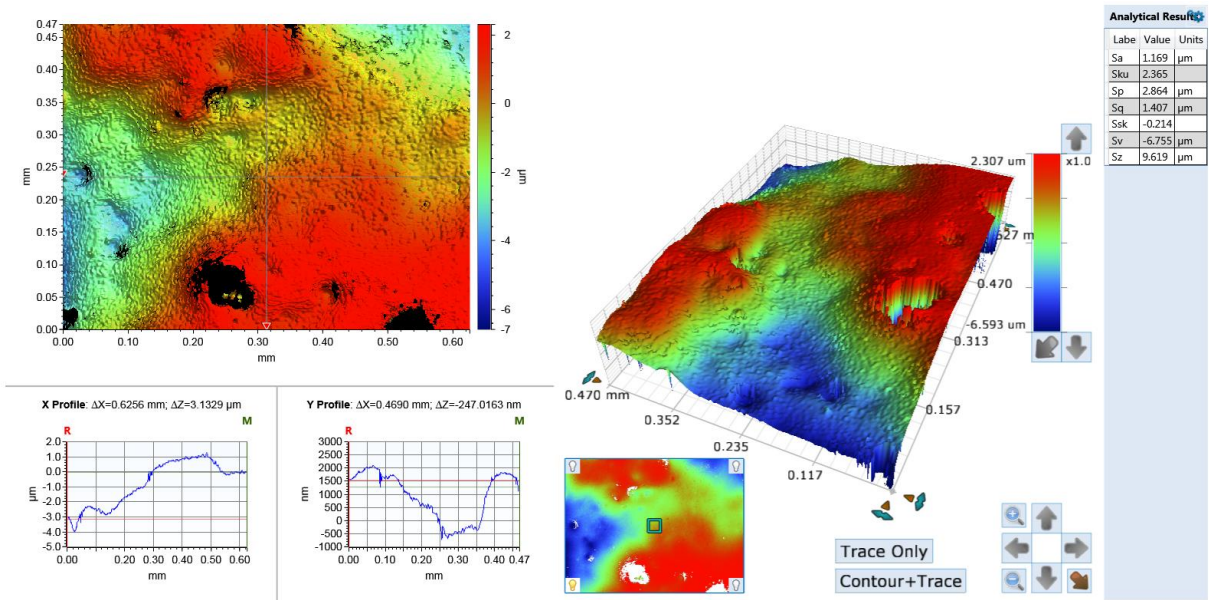 0.47
0.45
0.40
0.35
0.30
0.25
0.20
0.15
0.10
0.05
0.00
mm
0.00 0.10 0.20 0.30 0.40 0.50 0.60
mm
2
0
-2
-4
-6
-7
µm
X Profile: ΔX=0.6256 mm; ΔZ=3.1329 µm
R M
2.0
1.0
0.0
-1.0
-2.0
-3.0
-4.0
-5.0
µm
0.00 0.10 0.20 0.30 0.40 0.50 0.62
mm
Y Profile: ΔX=0.4690 mm; ΔZ=-247.0163 nm
R M
3000
2500
2000
1500
1000
500
0
-500
-1000
nm
0.00 0.10 0.20 0.30 0.40 0.47
mm
2.307 um
x1.0
527 m
0.470
-6.593 um
0.313
0.157
0.470 mm
0.352
0.235
0.117
Trace Only
Contour+Trace
Analytical Results
Labe Value Units
Sa 1.169 µm
Sku 2.365
Sp 2.864 µm
Sq 1.407 µm
Ssk -0.214
Sv -6.755 µm
Sz 9.619 µm